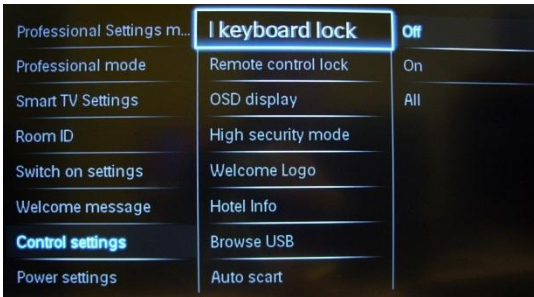 Professional Settings m...
Professional mode
Smart TV Settings
Room ID
Switch on settings
Welcome message
Control settings
Power settings
l keyboard lock
Remote control lock
OSD display
High security mode
Welcome Logo
Hotel Info
Browse USB
Auto scart
Off
On
All